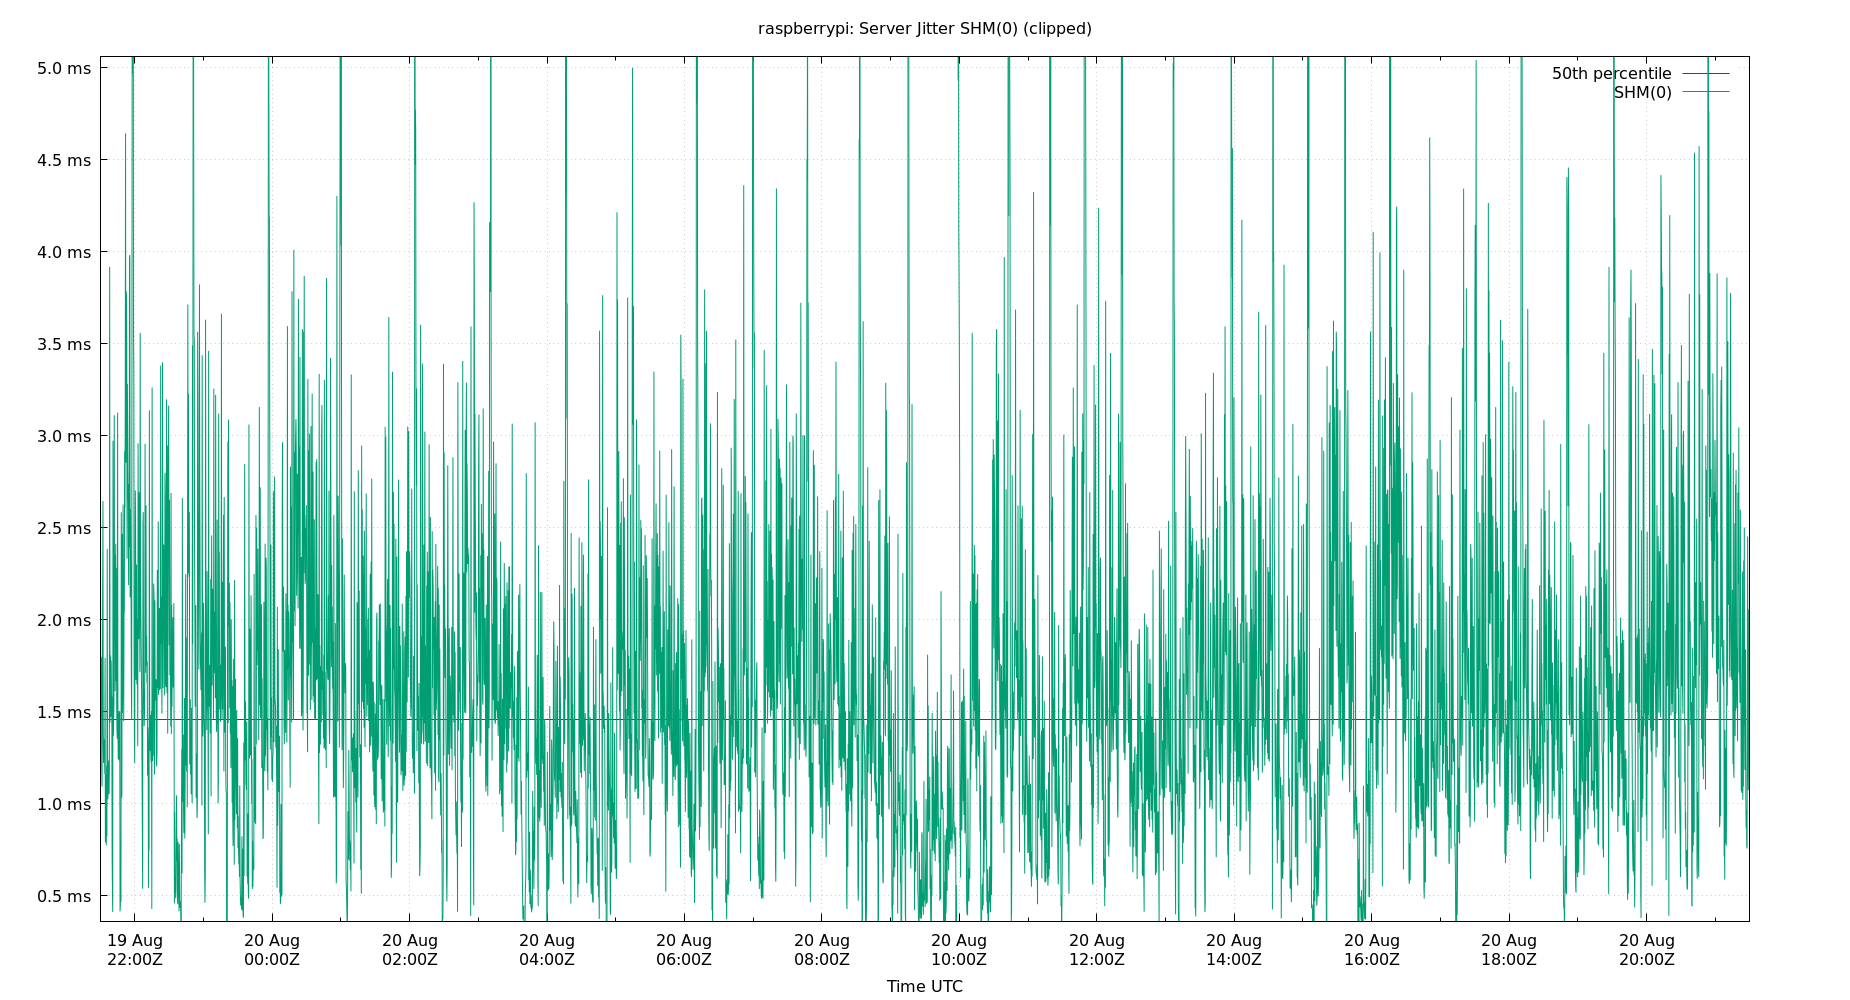 raspberrypi: Server Jitter SHM(0) (clipped)
5.0 ms
4.5 ms
4.0 ms
3.5 ms
3.0 ms
2.5 ms
2.0 ms
1.5 ms
1.0 ms
0.5 ms
50th percentile
SHM(0)
19 Aug 20 Aug 20 Aug 20 Aug 20 Aug 20 Aug 20 Aug 20 Aug 20 Aug 20 Aug 20 Aug 20 Aug
22:00Z 00:00Z 02:00Z 04:00Z 06:00Z 08:00Z 10:00Z 12:00Z 14:00Z 16:00Z 18:00Z 20:00Z
Time UTC